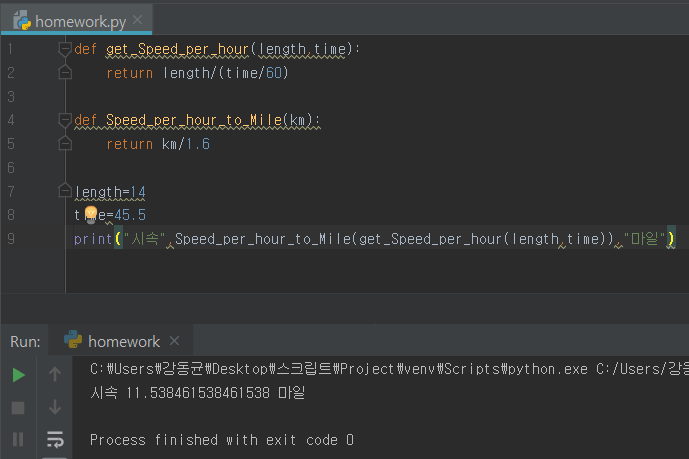 homework.py
1 def get_Speed_per_hour(length,time):
2 return length/(time/60)
3
4 def Speed_per_hour_to_Mile(km):
5 return km/1.6
6
7 length=14
8 t e=45.5
9 print("시속",Speed_per_hour_to_Mile(get_Speed_per_hour(length,time)),"마일")
Run: homework
C:₩Users₩강동균₩Desktop₩스크립트₩Project₩venv₩Scripts₩python.exe C:/Users/강동
시속 11.538461538461538 마일
Process finished with exit code 0